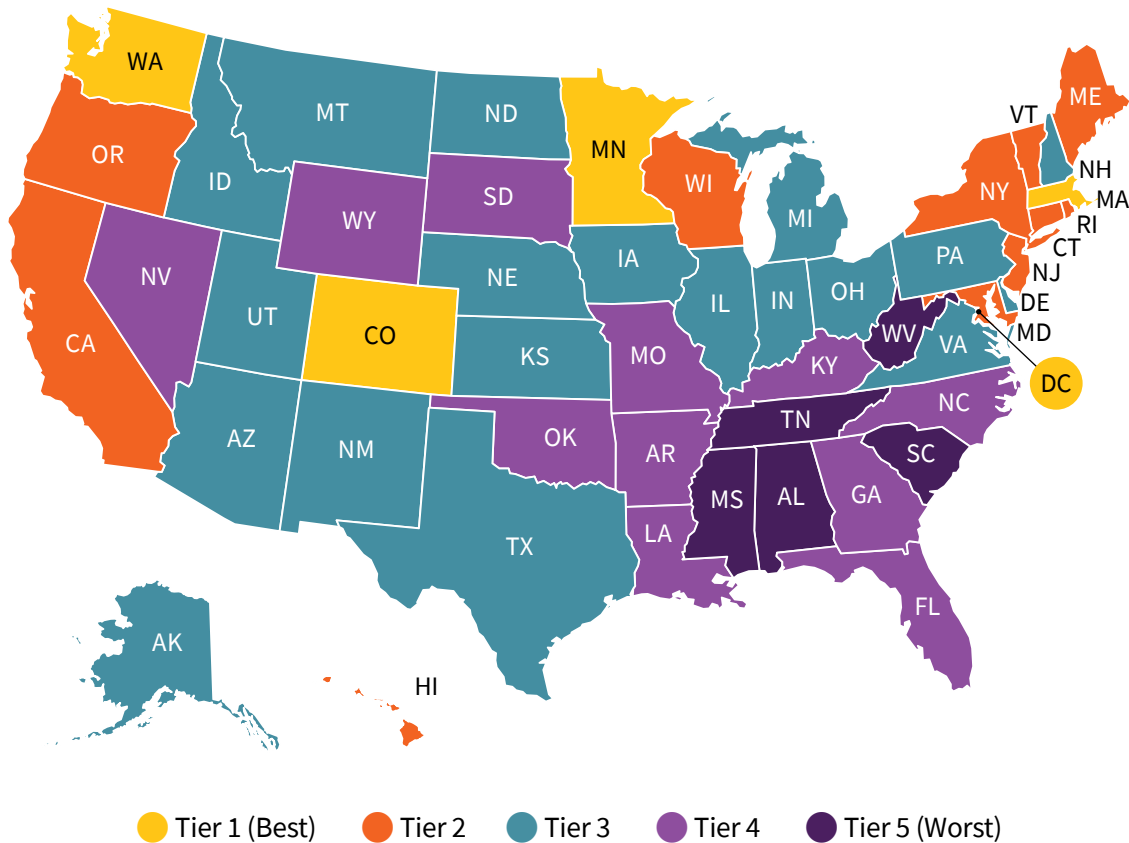 WA
MT
ND
MN
ME
VT
OR
ID
SD
WI
NY
NH
MA
WY
MI
RI
CT
NV
NE
IA
PA
NJ
UT
CO
IL
IN
OH
DE
MD
CA
KS
MO
WV
VA
KY
DC
AZ
NM
OK
AR
TN
NC
SC
MS
AL
GA
TX
LA
FL
AK
HI
Tier 1 (Best)
Tier 2
Tier 3
Tier 4
Tier 5 (Worst)